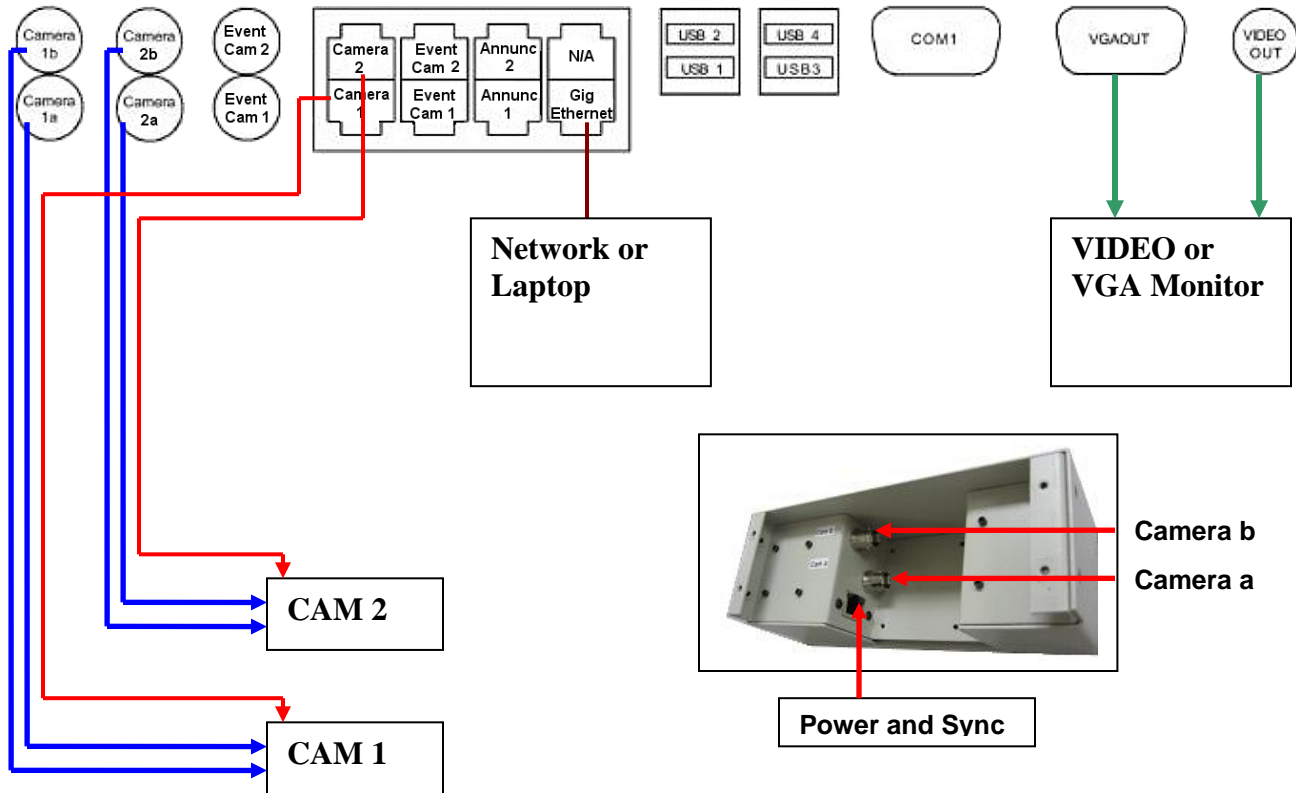 Camera
1b
Camera
2b
Event
Cam 2
Camera
1a
Camera
2a
Event
Cam 1
Camera
2
Event
Cam 2
Annunc
2
N/A
Camera
1
Event
Cam 1
Annunc
1
Gig
Ethernet
USB 2
USB 1
USB 4
USB3
COM1
VGAOUT
VIDEO
OUT
Network or
Laptop
VIDEO or
VGA Monitor
Cam B
Cam A
Camera b
Camera a
Power and Sync
CAM 2
CAM 1